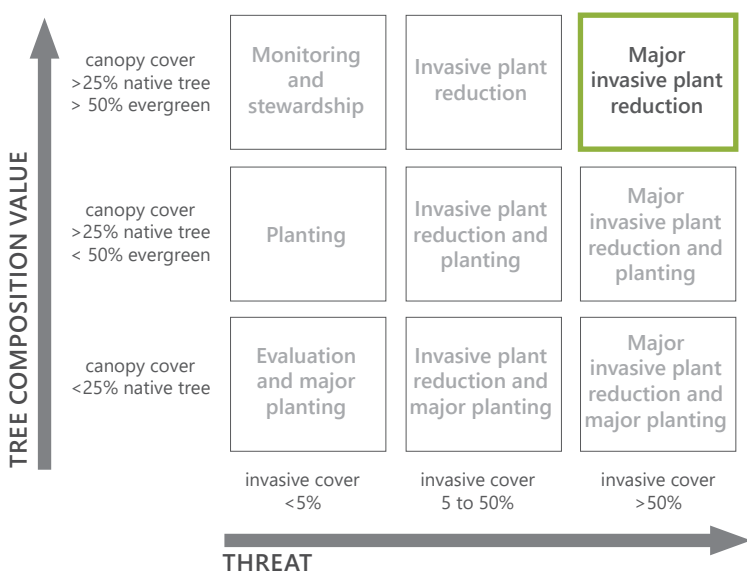 canopy cover
>25% native tree
> 50% evergreen
Monitoring
and
stewardship
Invasive plant
reduction
Major
invasive plant
reduction
TREE COMPOSITION VALUE
canopy cover
>25% native tree
< 50% evergreen
Planting
Invasive plant
reduction and
planting
Major
invasive plant
reduction and
planting
canopy cover
<25% native tree
Evaluation
and major
planting
Invasive plant
reduction and
major planting
Major
invasive plant
reduction and
major planting
invasive cover
<5%
invasive cover
5 to 50%
invasive cover
>50%
THREAT